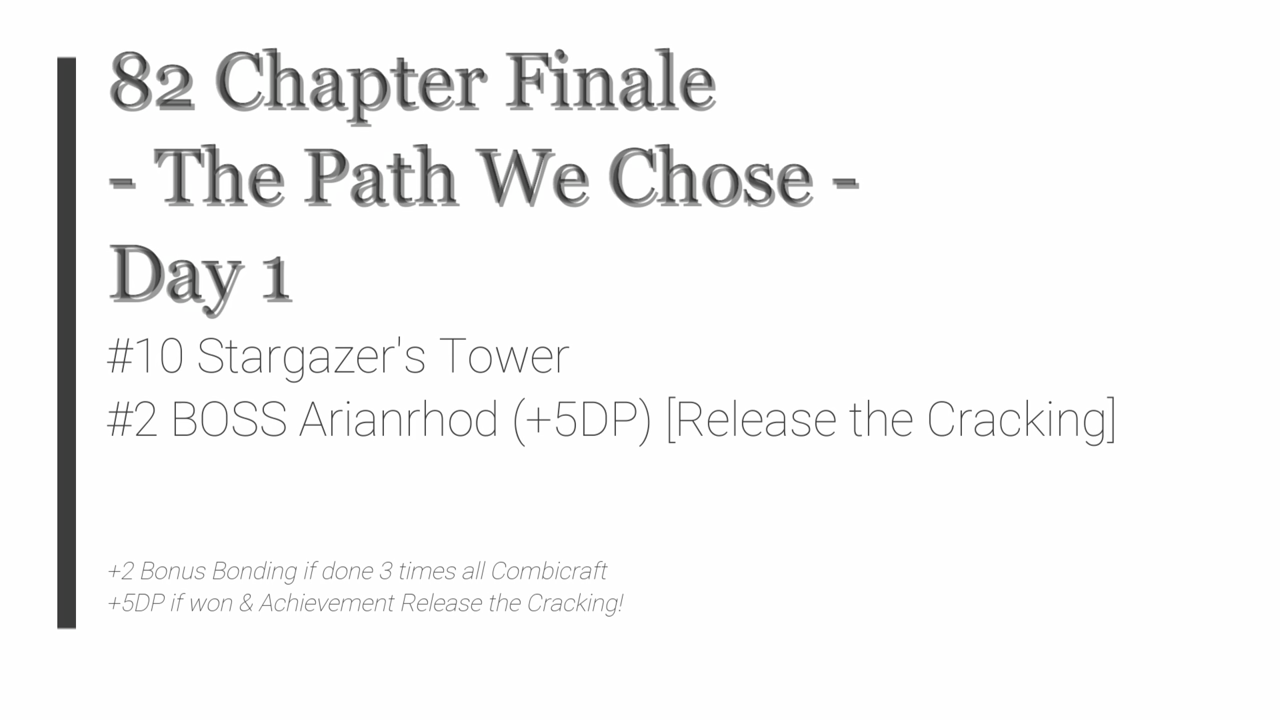 82 Chapter Finale
- The Path We Chose -
Day 1
#10 Stargazer's Tower
#2 BOSS Arianrhod (+5DP) [Release the Cracking]
+2 Bonus Bonding if done 3 times all Combicraft
+5DP if won & Achievement Release the Cracking!